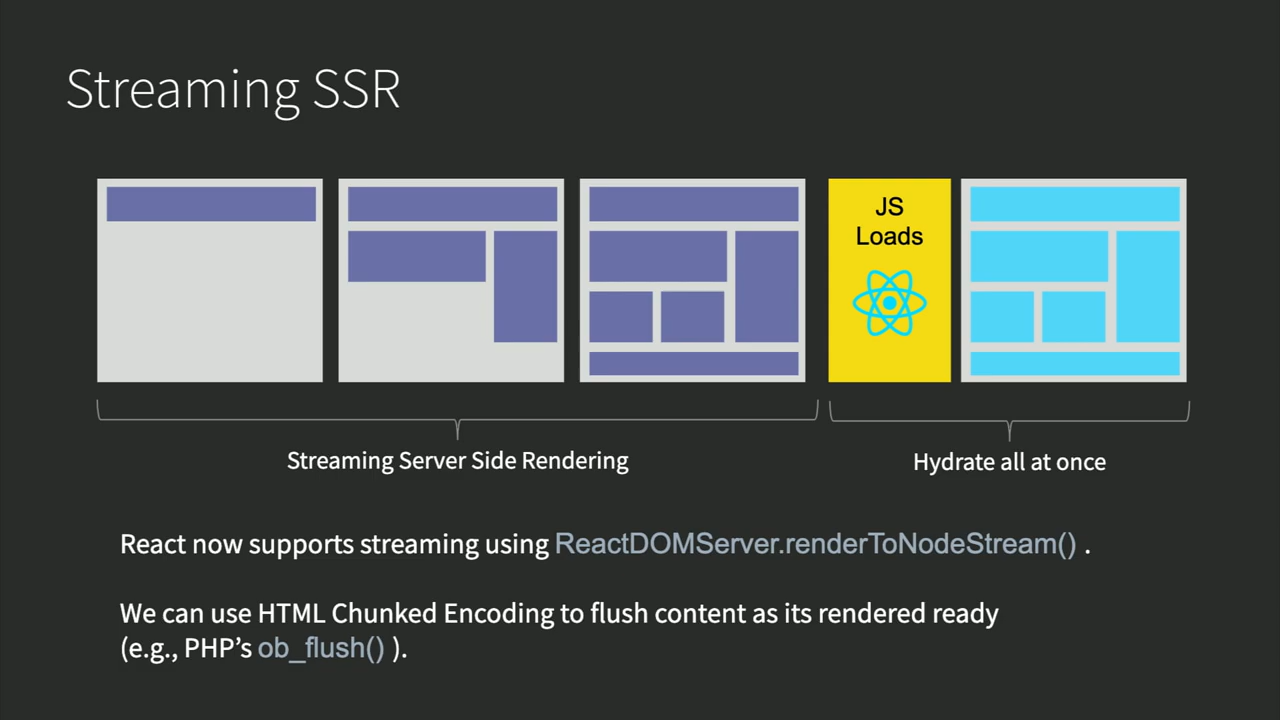 Streaming SSR
JS
Loads
Streaming Server Side Rendering
Hydrate all at once
React now supports streaming using ReactDOMServer.renderToNodeStream() .
We can use HTML Chunked Encoding to flush content as its rendered ready
(e.g., PHP’s ob_flush() ).